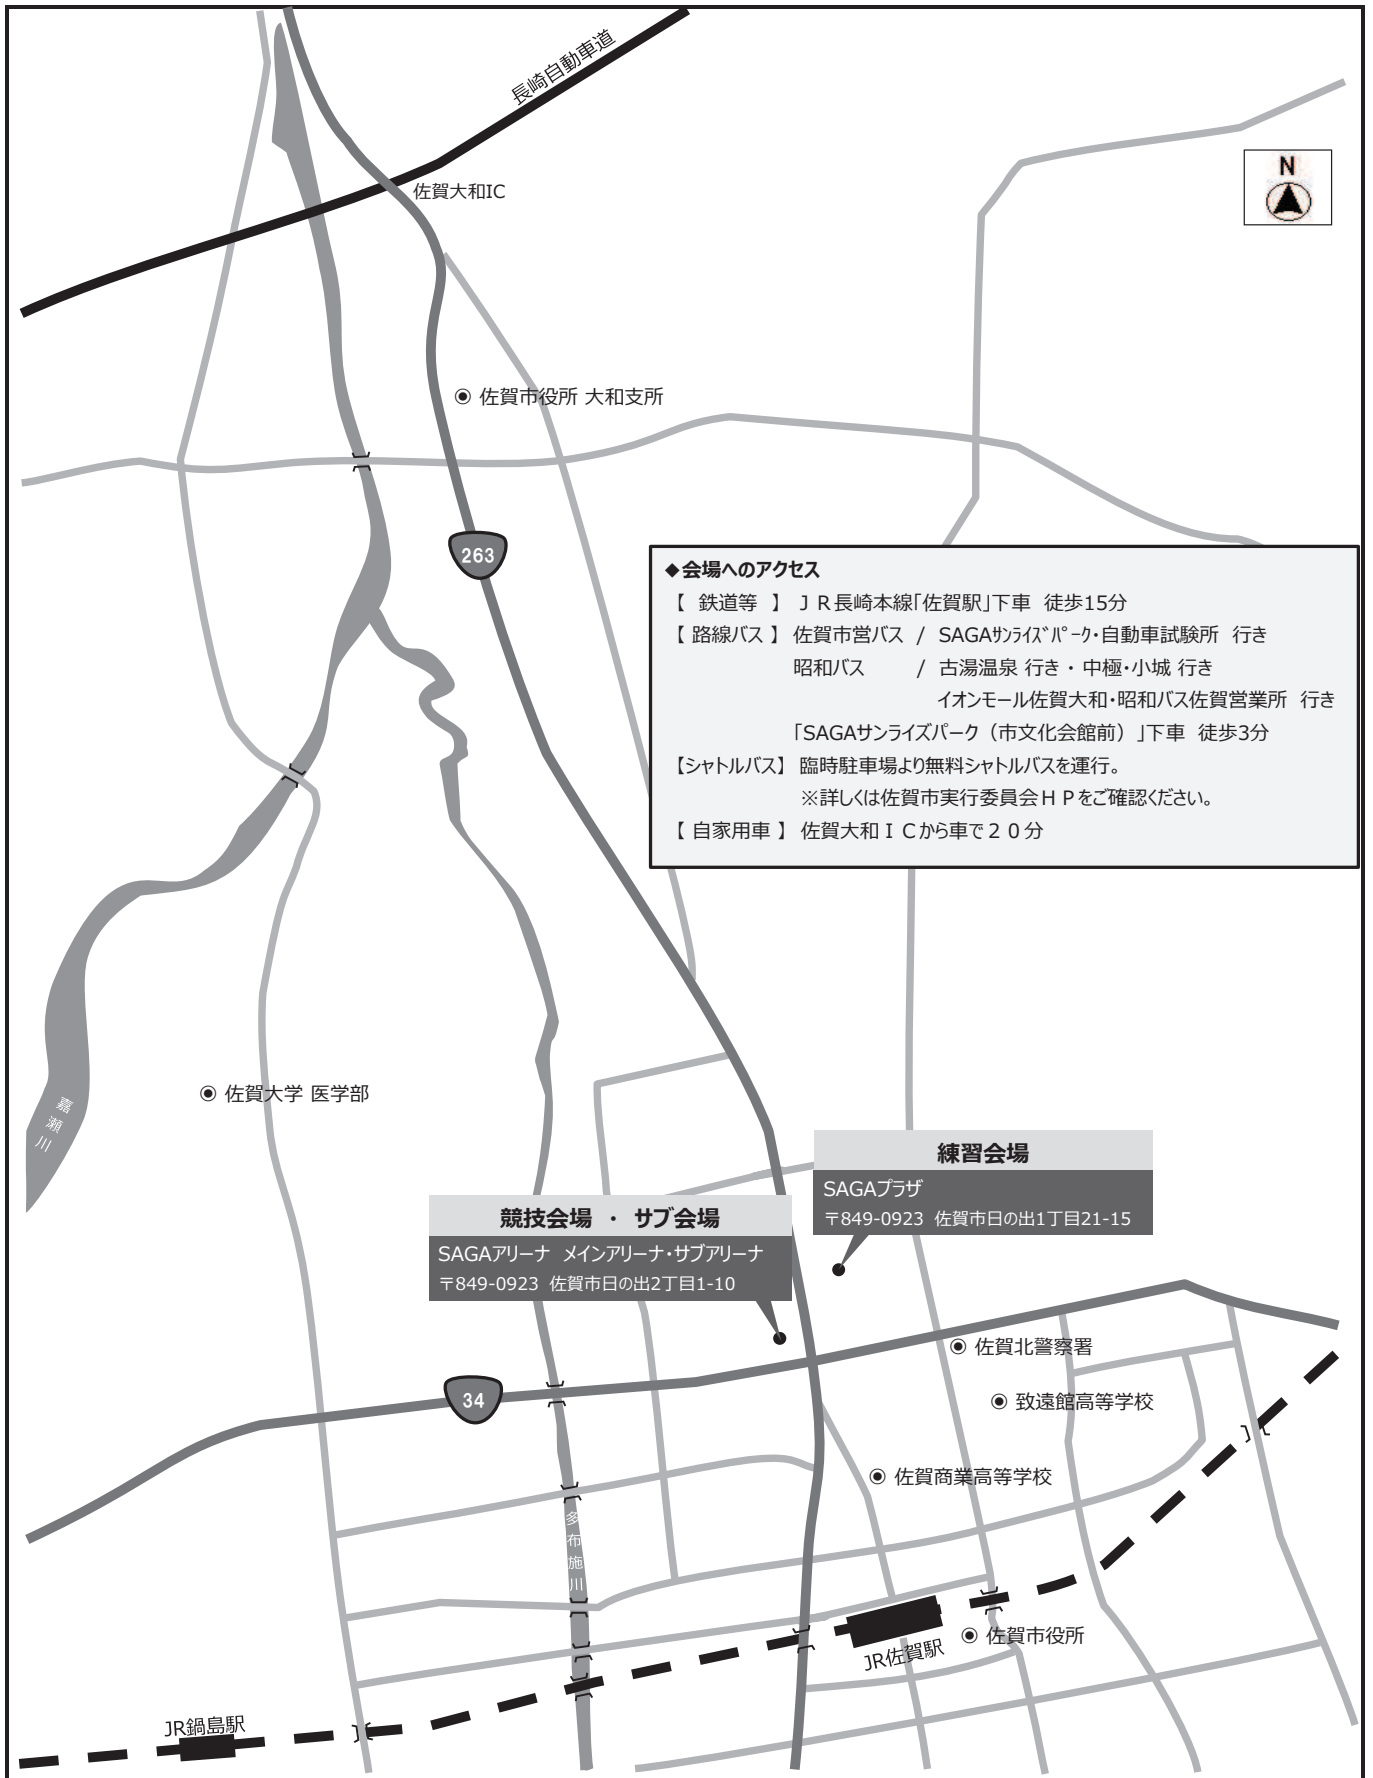 長崎自動車道
N
佐賀大和IC
佐賀市役所 大和支所
263
◆会場へのアクセス
【 鉄道等 】 JR長崎本線「佐賀駅」下車 徒歩15分
【 路線バス 】 佐賀市営バス / SAGAｻﾝﾗｲｽﾞﾊﾟｰｸ・自動車試験所 行き
昭和バス / 古湯温泉 行き ・ 中極・小城 行き
イオンモール佐賀大和・昭和バス佐賀営業所 行き
「SAGAサンライズパーク（市文化会館前）」下車 徒歩3分
【シャトルバス】 臨時駐車場より無料シャトルバスを運行。
※詳しくは佐賀市実行委員会ＨＰをご確認ください。
【 自家用車 】 佐賀大和ＩＣから車で２０分
佐賀大学 医学部
嘉瀬川
練習会場
SAGAプラザ
〒849-0923 佐賀市日の出1丁目21-15
競技会場 ・ サブ会場
SAGAアリーナ メインアリーナ・サブアリーナ
〒849-0923 佐賀市日の出2丁目1-10
佐賀北警察署
34
致遠館高等学校
佐賀商業高等学校
多布施川
佐賀市役所
JR佐賀駅
JR鍋島駅